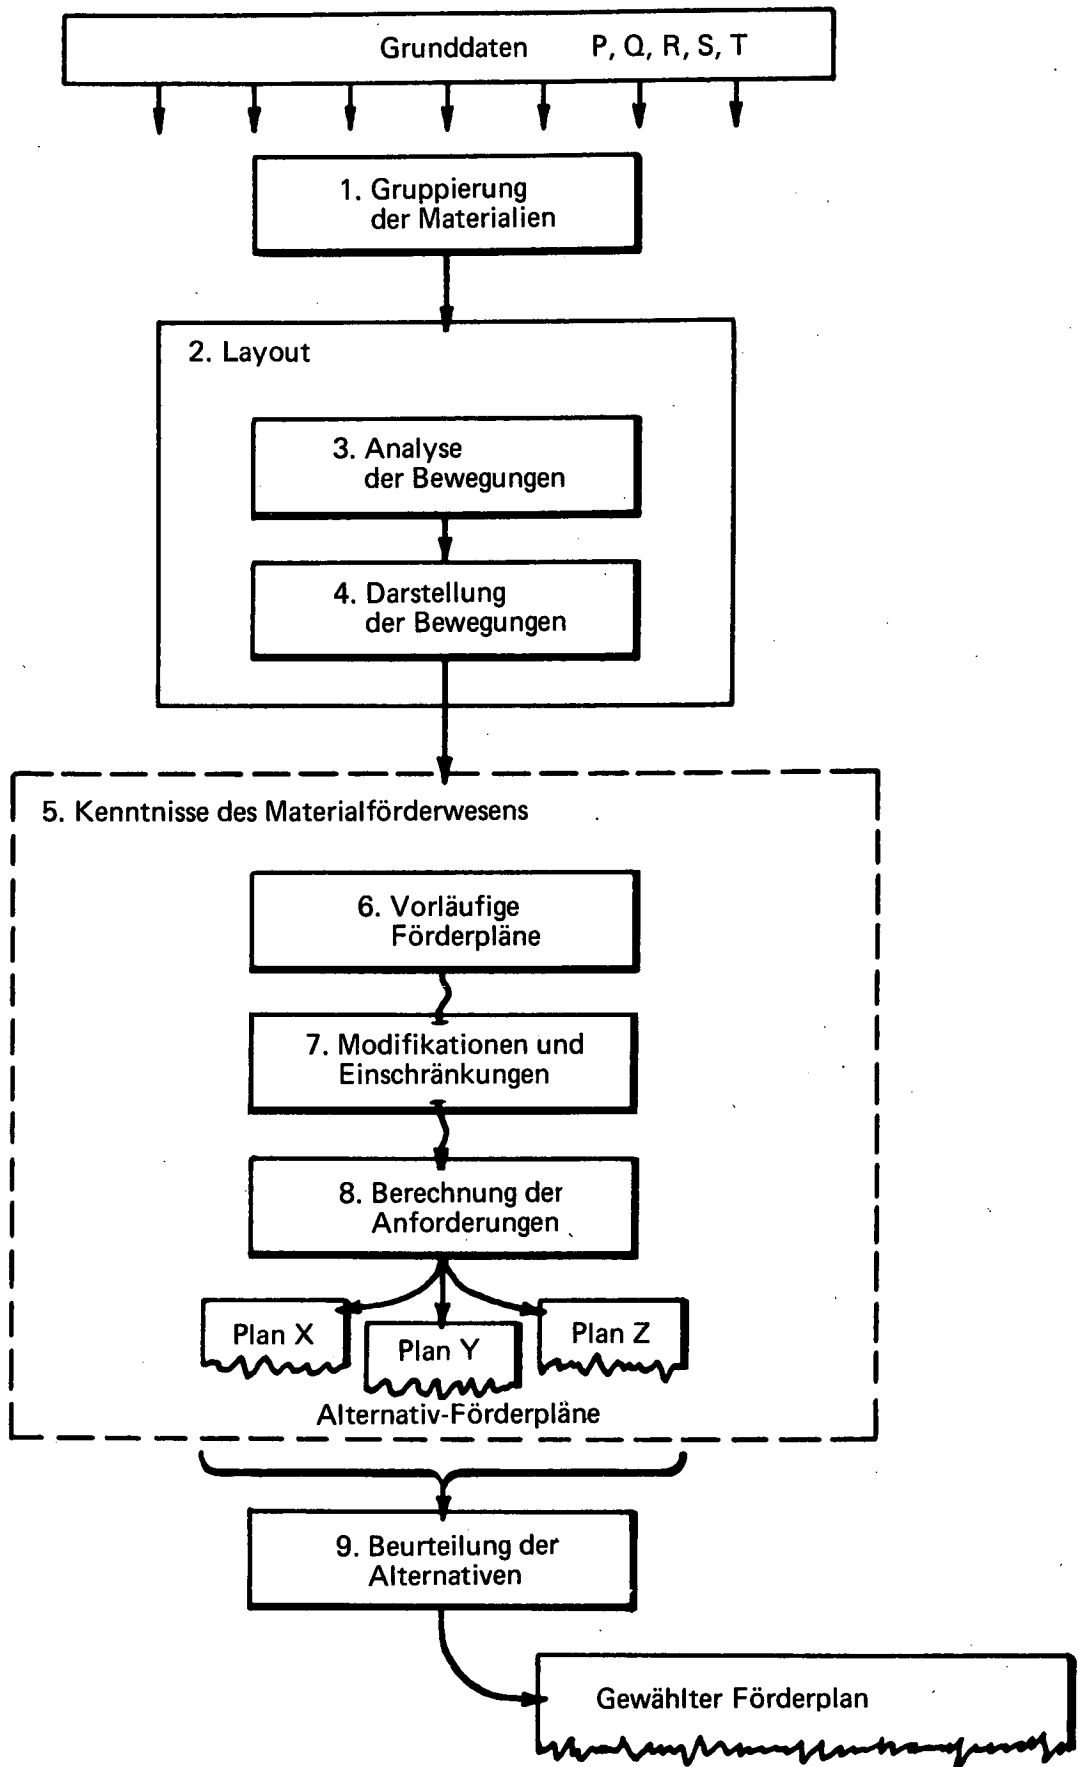 Grunddaten P, Q, R, S, T
1. Gruppierung
der Materialien
2. Layout
3. Analyse
der Bewegungen
4. Darstellung
der Bewegungen
5. Kenntnisse des Materialförderwesens
6. Vorläufige
Förderpläne
7. Modifikationen und
Einschränkungen
8. Berechnung der
Anforderungen
Plan X
Plan Y
Plan Z
Alternativ-Förderpläne
9. Beurteilung der
Alternativen
Gewählter Förderplan